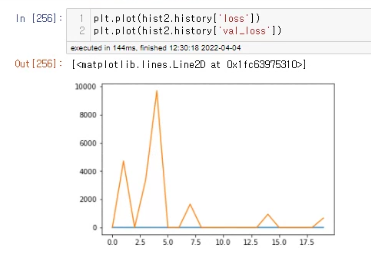 In [256]:
1 plt.plot(hist2.history['loss'])
2 plt.plot(hist2.history['val_loss'])
executed in 144ms, finished 12:30:18 2022-04-04
Out[256]: [<matplotlib.lines.Line2D at 0x1fc63975310>]
10000
8000
6000
4000
2000
0
0.0 2.5 5.0 7.5 10.0 12.5 15.0 17.5